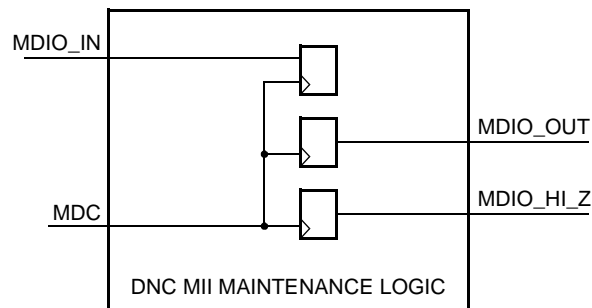 MDIO_IN
MDIO_OUT
MDIO_HI_Z
MDC
DNC MII MAINTENANCE LOGIC